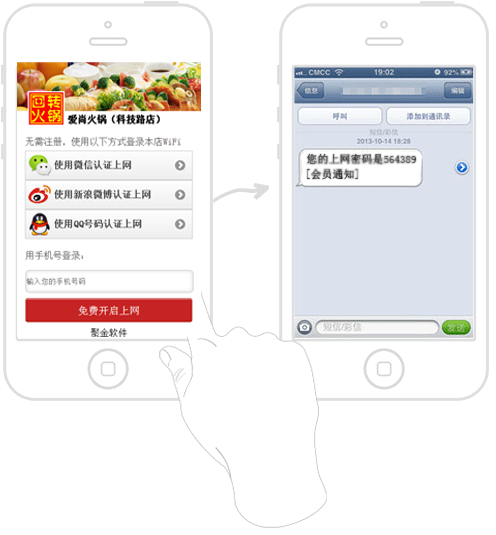 回转
火锅
爱尚火锅（科技路店）
无需注册，使用以下方式登录本店WiFi
使用微信认证上网
使用新浪微博认证上网
使用QQ号码认证上网
用手机号登录：
输入您的手机号码
免费开启上网
聚金软件
CMCC
19:02
92%
信息
编辑
呼叫
添加到通讯录
短信/彩信
2013-10-14 18:28
您的上网密码是564389
[会员通知]
短信/彩信
发送